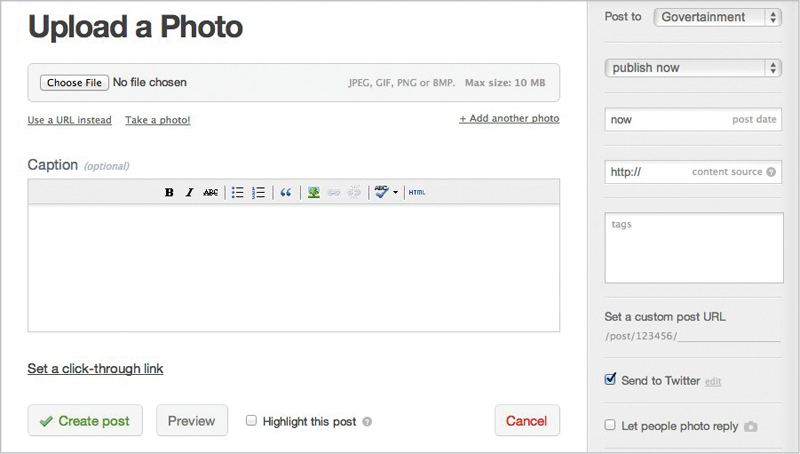 Upload a Photo
Choose File No file chosen JPEG, GIF, PNG or BMP. Max size: 10 MB
Use a URL instead Take a photo! + Add another photo
Caption (optional)
B I ABC “ ABC HTML
Set a click-through link
Create post Preview Highlight this post ? Cancel
Post to Govertainment
publish now
now post date
http:// content source ?
tags
Set a custom post URL
/post/123456/
Send to Twitter edit
Let people photo reply